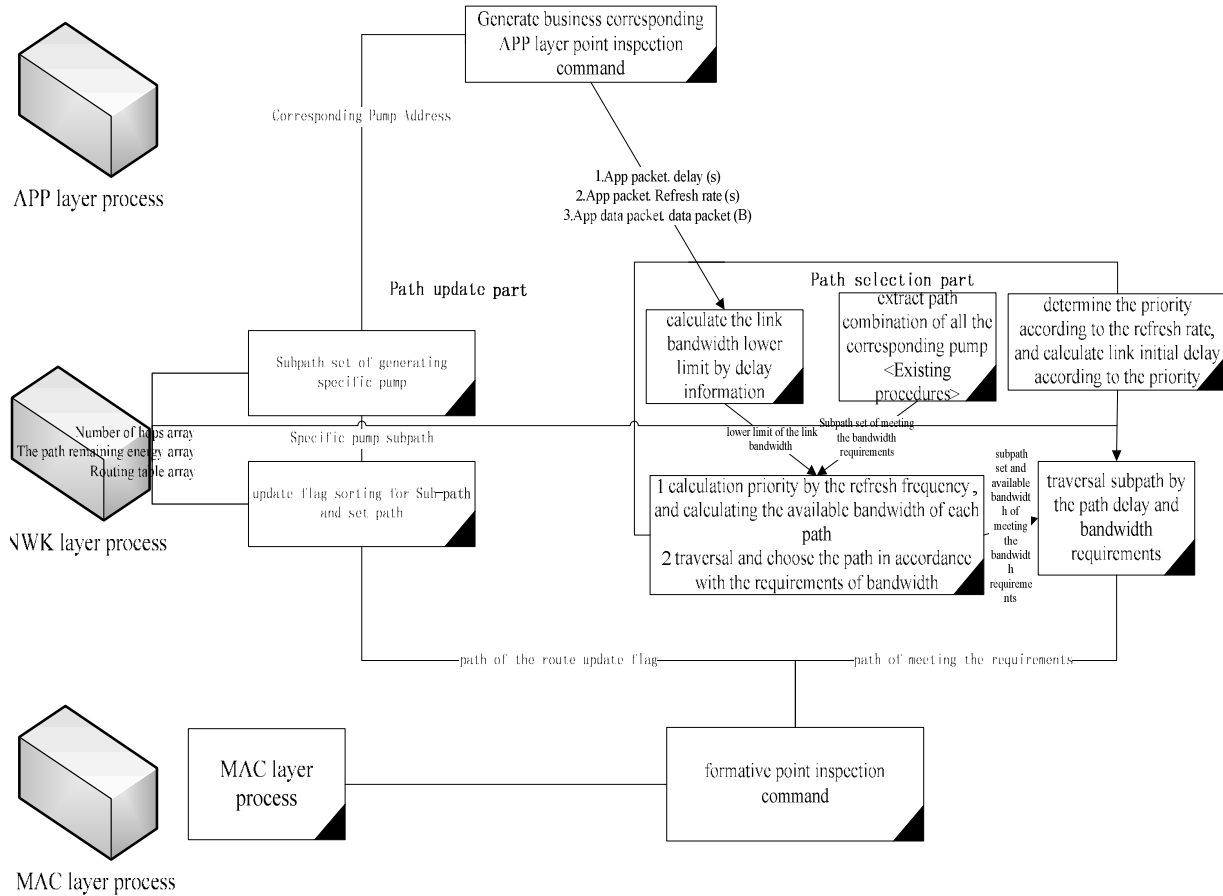 Generate business corresponding
APP layer point inspection
command
Corresponding Pump Address
1.App packet. delay (s)
2.App packet. Refresh rate (s)
3.App data packet. data packet (B)
APP layer process
Path update part
Path selection part
calculate the link
bandwidth lower
limit by delay
information
extract path
combination of all the
corresponding pump
<Existing
procedures>
determine the priority
according to the refresh rate,
and calculate link initial delay
according to the priority
Subpath set of generating
specific pump
Number of hops array
The path remaining energy array
Routing table array
Specific pump subpath
lower limit of the link
bandwidth
Subpath set of meeting
the bandwidth
requirements
update flag sorting for Sub-path
and set path
1 calculation priority by the refresh frequency ,
and calculating the available bandwidth of each
path
2 traversal and choose the path in accordance
with the requirements of bandwidth
subpath
set and
available
bandwidt
h of
meeting
the
bandwidt
h
requireme
nts
traversal subpath by
the path delay and
bandwidth
requirements
NWK layer process
path of the route update flag
path of meeting the requirements
MAC layer
process
formative point inspection
command
MAC layer process